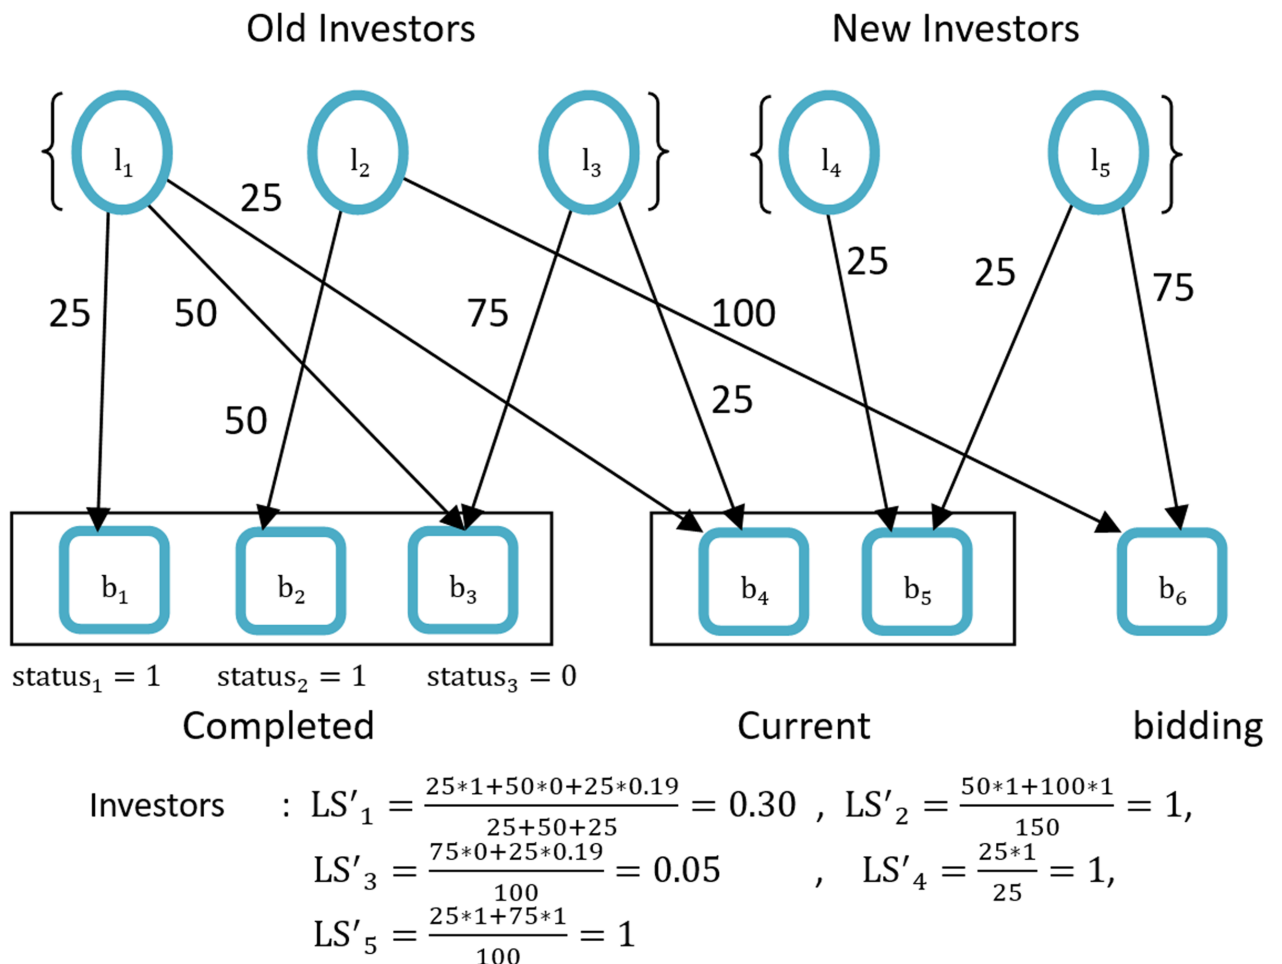 Old Investors New Investors
{ l₁ l₂ l₃ } { l₄ l₅ }
25
25 25 75
25 50 75 100
25
50
b₁ b₂ b₃ b₄ b₅ b₆
status₁ = 1 status₂ = 1 status₃ = 0
Completed Current bidding
Investors : LS′₁ = (25*1+50*0+25*0.19)/(25+50+25) = 0.30 , LS′₂ = (50*1+100*1)/150 = 1,
LS′₃ = (75*0+25*0.19)/100 = 0.05 , LS′₄ = 25*1/25 = 1,
LS′₅ = (25*1+75*1)/100 = 1